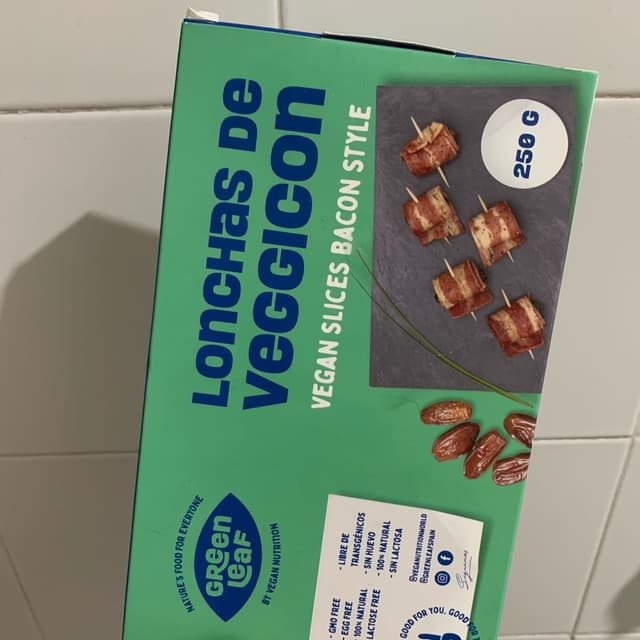 LONCHAS DE
VEGGICON
VEGAN SLICES BACON STYLE
250 G
NATURE'S FOOD FOR EVERYONE
GREEN
LEAF
BY VEGAN NUTRITION
- GMO FREE
- EGG FREE
- 100% NATURAL
LACTOSE FREE
- LIBRE DE
TRANSGÉNICOS
- SIN HUEVO
- 100% NATURAL
- SIN LACTOSA
@VEGANUTRITIONWORLD
@GREENLEAFSPAIN
GOOD FOR YOU, GOOD FOR